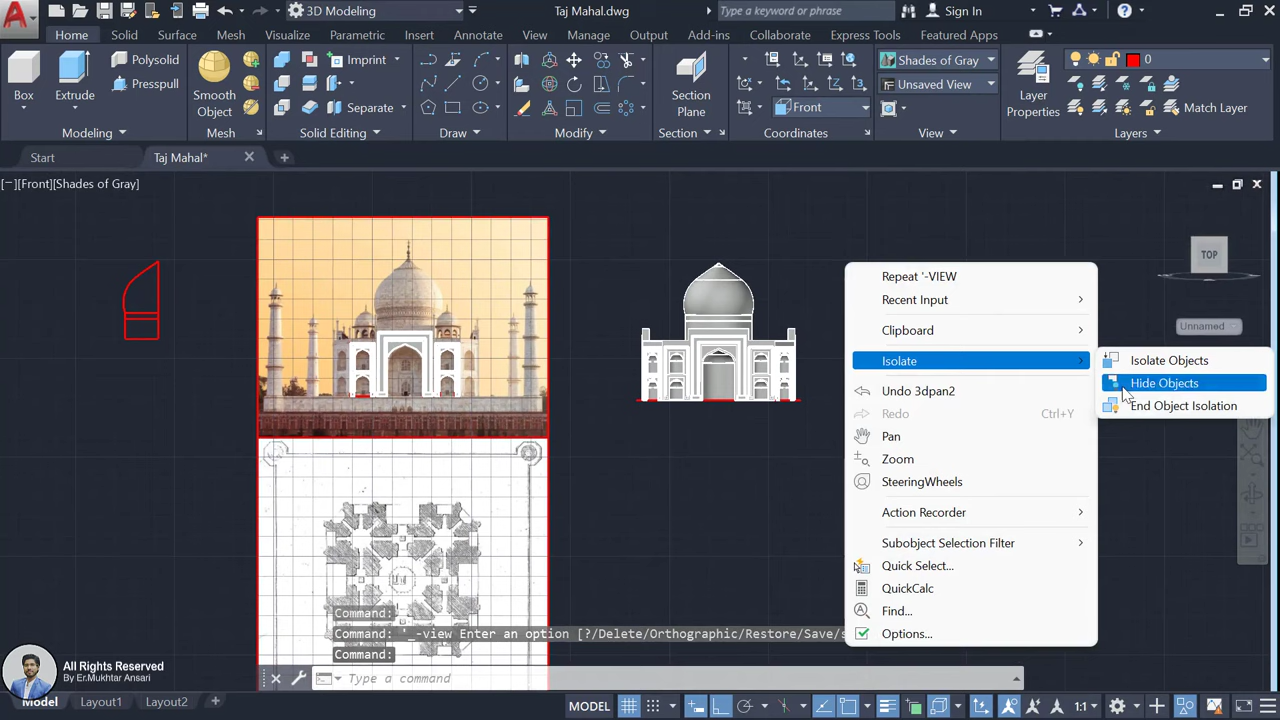 3D Modeling
Taj Mahal.dwg
Type a keyword or phrase
Sign In
Home
Solid
Surface
Mesh
Visualize
Parametric
Insert
Annotate
View
Manage
Output
Add-ins
Collaborate
Express Tools
Featured Apps
Box
Extrude
Polysolid
Presspull
Smooth
Object
Imprint
Separate
Section
Plane
Front
Shades of Gray
Unsaved View
Layer
Properties
0
Match Layer
Modeling
Mesh
Solid Editing
Draw
Modify
Section
Coordinates
View
Layers
Start
Taj Mahal*
[−][Front][Shades of Gray]
TOP
Unnamed
Repeat '-VIEW
Recent Input
Clipboard
Isolate
Isolate Objects
Hide Objects
End Object Isolation
Undo 3dpan2
Redo Ctrl+Y
Pan
Zoom
SteeringWheels
Action Recorder
Subobject Selection Filter
Quick Select...
QuickCalc
Find...
Options...
Command:
Command: '_-view Enter an option [?/Delete/Orthographic/Restore/Save/s
Command:
Type a command
All Rights Reserved
By Er.Mukhtar Ansari
Model
Layout1
Layout2
MODEL
1:1